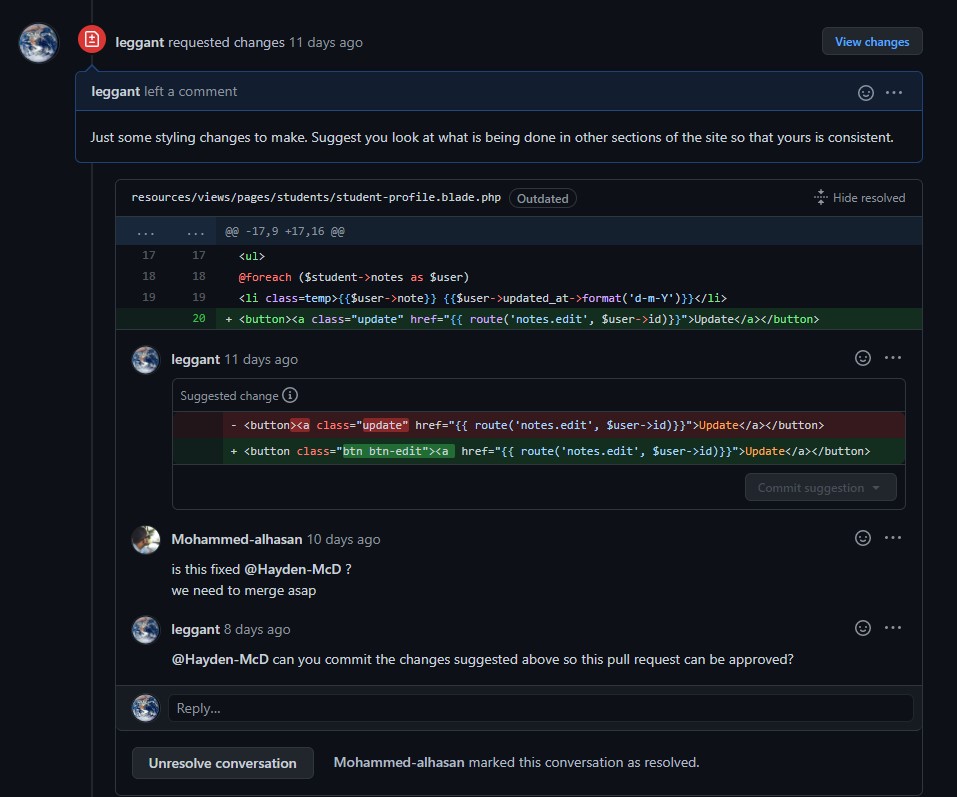 leggant requested changes 11 days ago
View changes
leggant left a comment
Just some styling changes to make. Suggest you look at what is being done in other sections of the site so that yours is consistent.
resources/views/pages/students/student-profile.blade.php Outdated Hide resolved
... ... @@ -17,9 +17,16 @@
17 17 <ul>
18 18 @foreach ($student->notes as $user)
19 19 <li class=temp>{{$user->note}} {{$user->updated_at->format('d-m-Y')}}</li>
20 + <button><a class="update" href="{{ route('notes.edit', $user->id)}}">Update</a></button>
leggant 11 days ago
Suggested change
- <button><a class="update" href="{{ route('notes.edit', $user->id)}}">Update</a></button>
+ <button class="btn btn-edit"><a href="{{ route('notes.edit', $user->id)}}">Update</a></button>
Commit suggestion
Mohammed-alhasan 10 days ago
is this fixed @Hayden-McD ?
we need to merge asap
leggant 8 days ago
@Hayden-McD can you commit the changes suggested above so this pull request can be approved?
Reply...
Unresolve conversation Mohammed-alhasan marked this conversation as resolved.